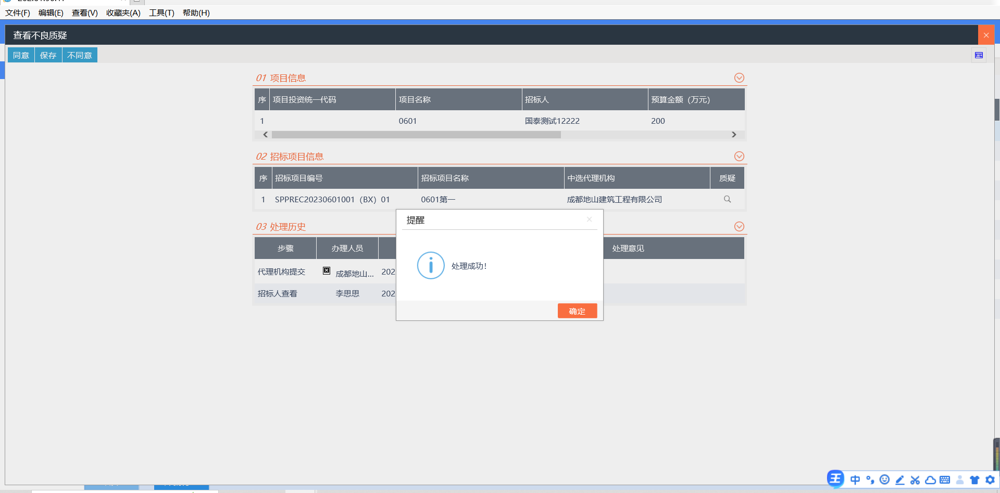 文件(F) 编辑(E) 查看(V) 收藏夹(A) 工具(T) 帮助(H)
查看不良质疑
同意 保存 不同意
01 项目信息
序 项目投资统一代码 项目名称 招标人 预算金额（万元）
1 0601 国泰测试12222 200
02 招标项目信息
序 招标项目编号 招标项目名称 中选代理机构 质疑
1 SPPREC20230601001（BX）01 0601第一 成都地山建筑工程有限公司
提醒
03 处理历史
步骤 办理人员 处理意见
处理成功！
代理机构提交 成都地山... 202
招标人查看 李思思 202
确定
王 中